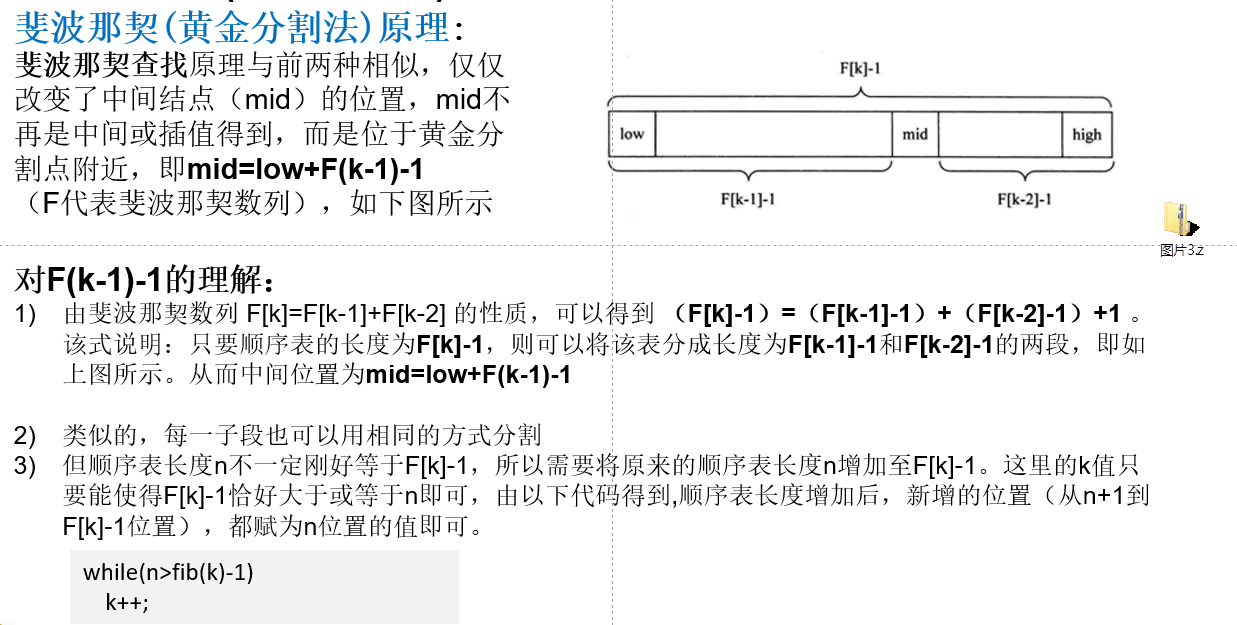 斐波那契(黄金分割法)原理:
斐波那契查找原理与前两种相似，仅仅
改变了中间结点（mid）的位置，mid不
再是中间或插值得到，而是位于黄金分
割点附近，即mid=low+F(k-1)-1
（F代表斐波那契数列），如下图所示
F[k]-1
low
mid
high
F[k-1]-1
F[k-2]-1
图片3.z
对F(k-1)-1的理解：
1) 由斐波那契数列 F[k]=F[k-1]+F[k-2] 的性质，可以得到 （F[k]-1）=（F[k-1]-1）+（F[k-2]-1）+1 。
该式说明：只要顺序表的长度为F[k]-1，则可以将该表分成长度为F[k-1]-1和F[k-2]-1的两段，即如
上图所示。从而中间位置为mid=low+F(k-1)-1
2) 类似的，每一子段也可以用相同的方式分割
3) 但顺序表长度n不一定刚好等于F[k]-1，所以需要将原来的顺序表长度n增加至F[k]-1。这里的k值只
要能使得F[k]-1恰好大于或等于n即可，由以下代码得到,顺序表长度增加后，新增的位置（从n+1到
F[k]-1位置），都赋为n位置的值即可。
while(n>fib(k)-1)
k++;